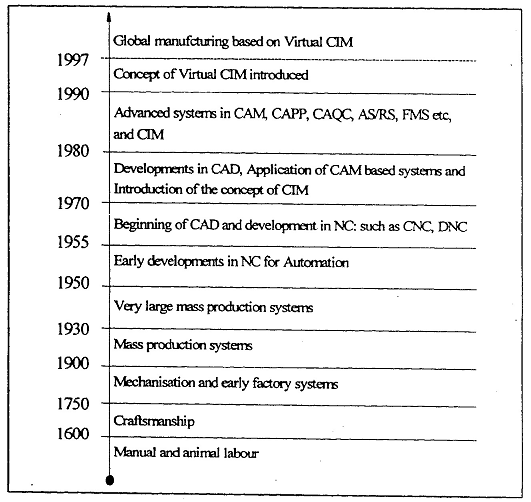 Global manufcturing based on Virtual CIM
1997
Concept of Virtual CIM introduced
1990
Advanced systems in CAM, CAPP, CAQC, AS/RS, FMS etc,
and CIM
1980
Developments in CAD, Application of CAM based systems and
Introduction of the concept of CIM
1970
Beginning of CAD and development in NC: such as CNC, DNC
1955
Early developments in NC for Automation
1950
Very large mass production systems
1930
Mass production systems
1900
Mechanisation and early factory systems
1750
Craftsmanship
1600
Manual and animal labour